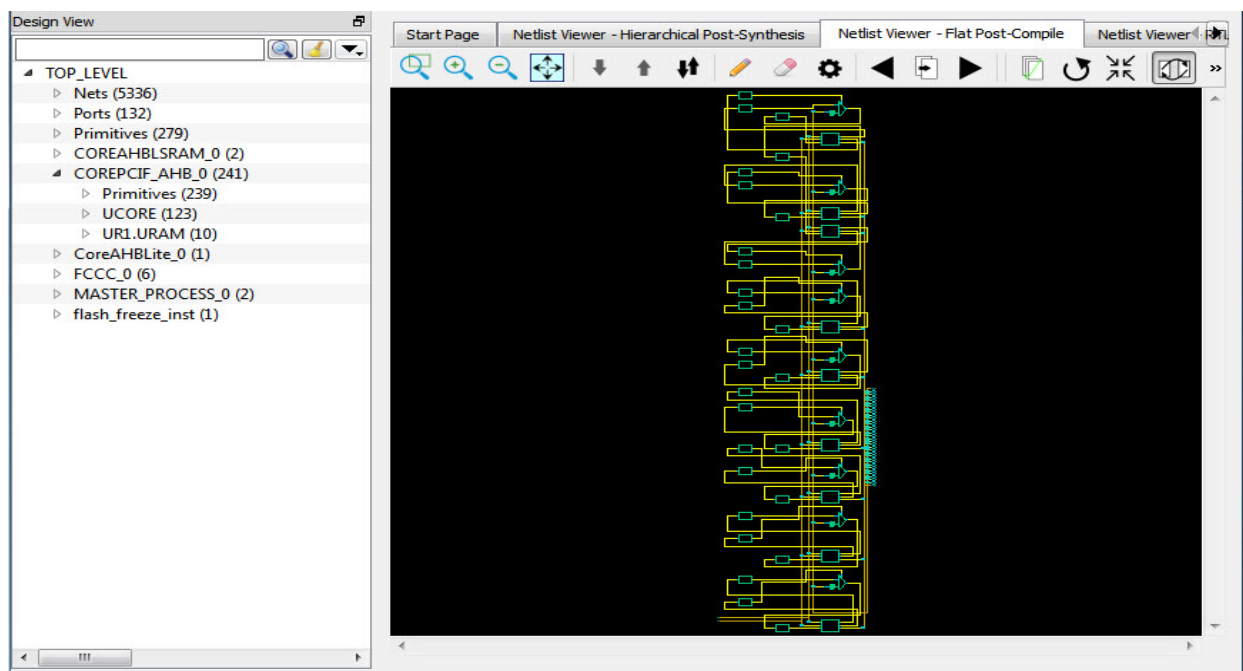 Design View
TOP_LEVEL
Nets (5336)
Ports (132)
Primitives (279)
COREAHBLSRAM_0 (2)
COREPCIF_AHB_0 (241)
Primitives (239)
UCORE (123)
UR1.URAM (10)
CoreAHBLite_0 (1)
FCCC_0 (6)
MASTER_PROCESS_0 (2)
flash_freeze_inst (1)
Start Page
Netlist Viewer - Hierarchical Post-Synthesis
Netlist Viewer - Flat Post-Compile
Netlist Viewer